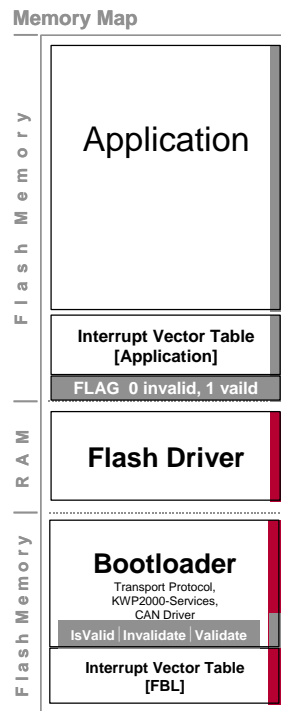 Memory Map
Flash Memory
Application
Interrupt Vector Table
[Application]
FLAG 0 invalid, 1 vaild
RAM
Flash Driver
Flash Memory
Bootloader
Transport Protocol,
KWP2000-Services,
CAN Driver
IsValid Invalidate Validate
Interrupt Vector Table
[FBL]